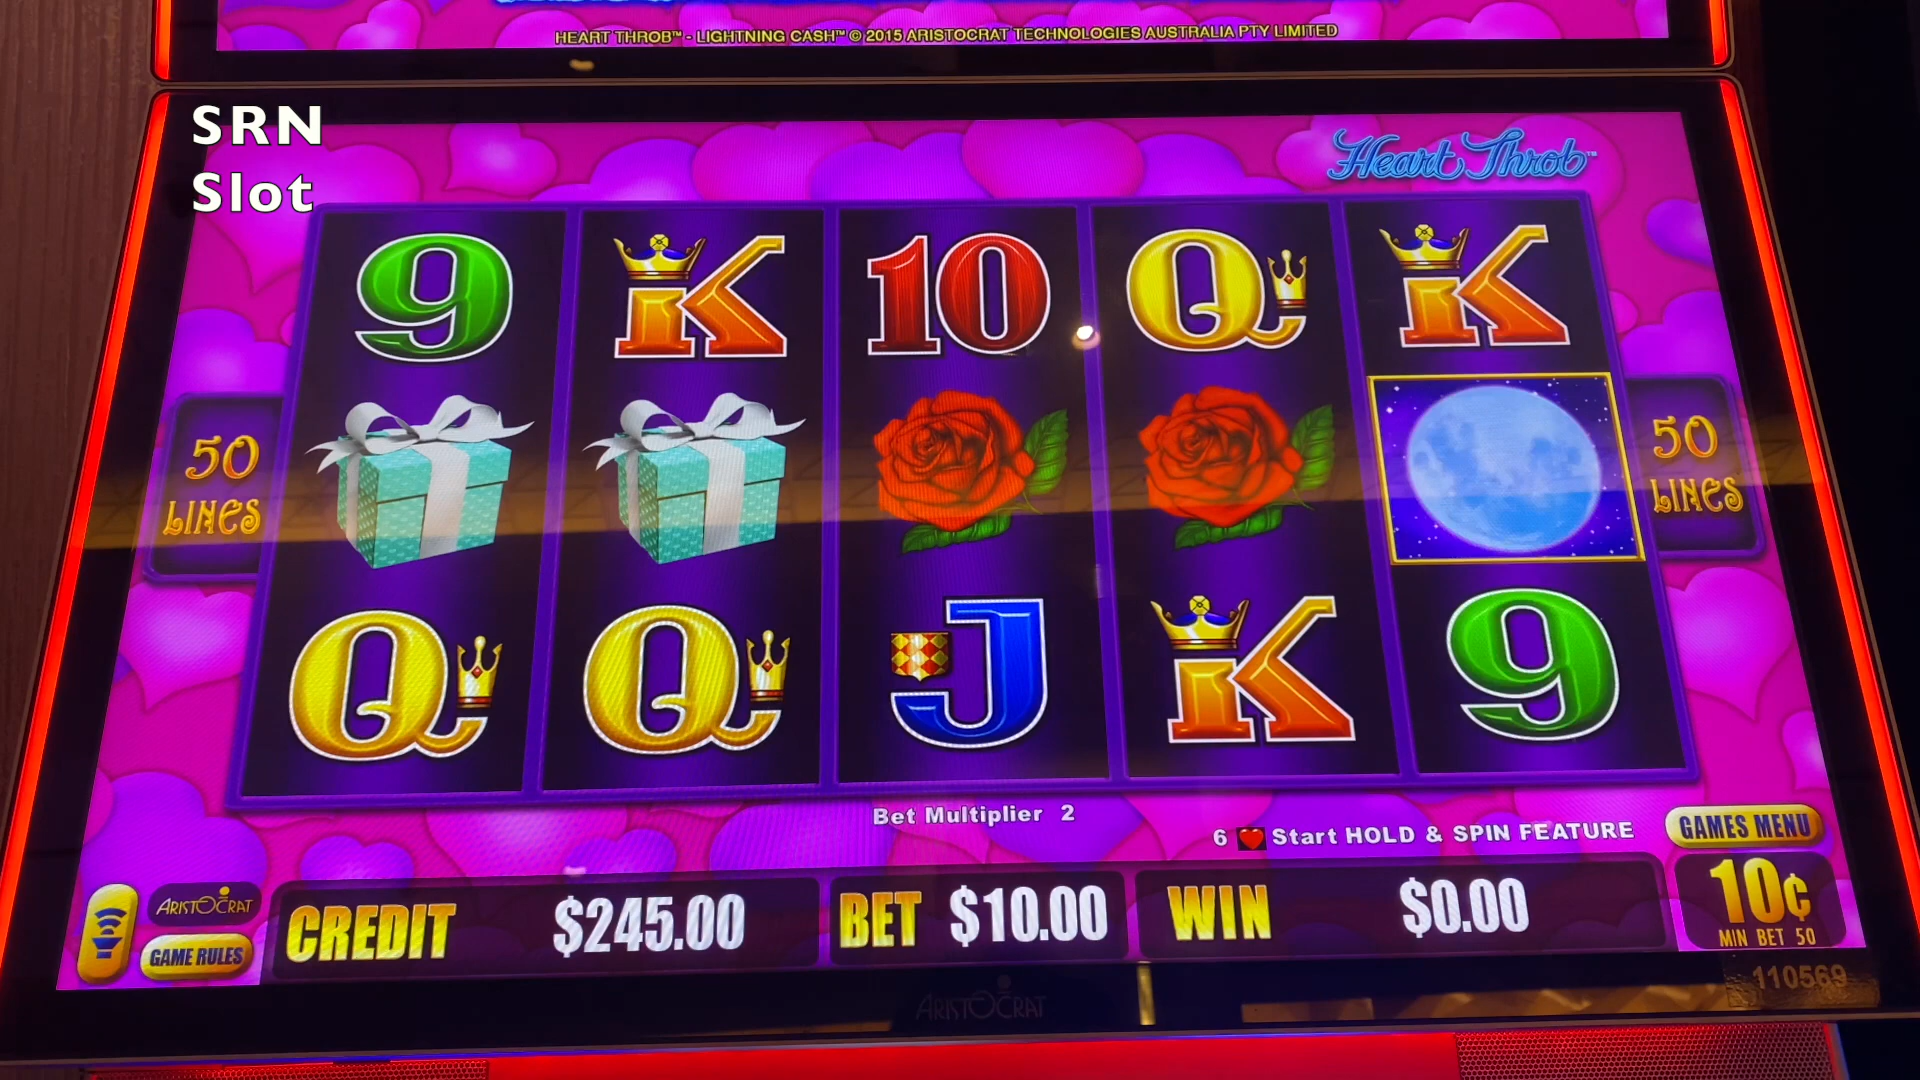 HEART THROB™ - LIGHTNING CASH™ © 2015 ARISTOCRAT TECHNOLOGIES AUSTRALIA PTY LIMITED
SRN
Slot
Heart Throb™
9 K 10 Q K
50
LINES
50
LINES
Q Q J K 9
Bet Multiplier 2
6 ❤ Start HOLD & SPIN FEATURE
GAMES MENU
ARISTOCRAT
GAME RULES
CREDIT $245.00
BET $10.00
WIN $0.00
10¢
MIN BET 50
110569
ARISTOCRAT